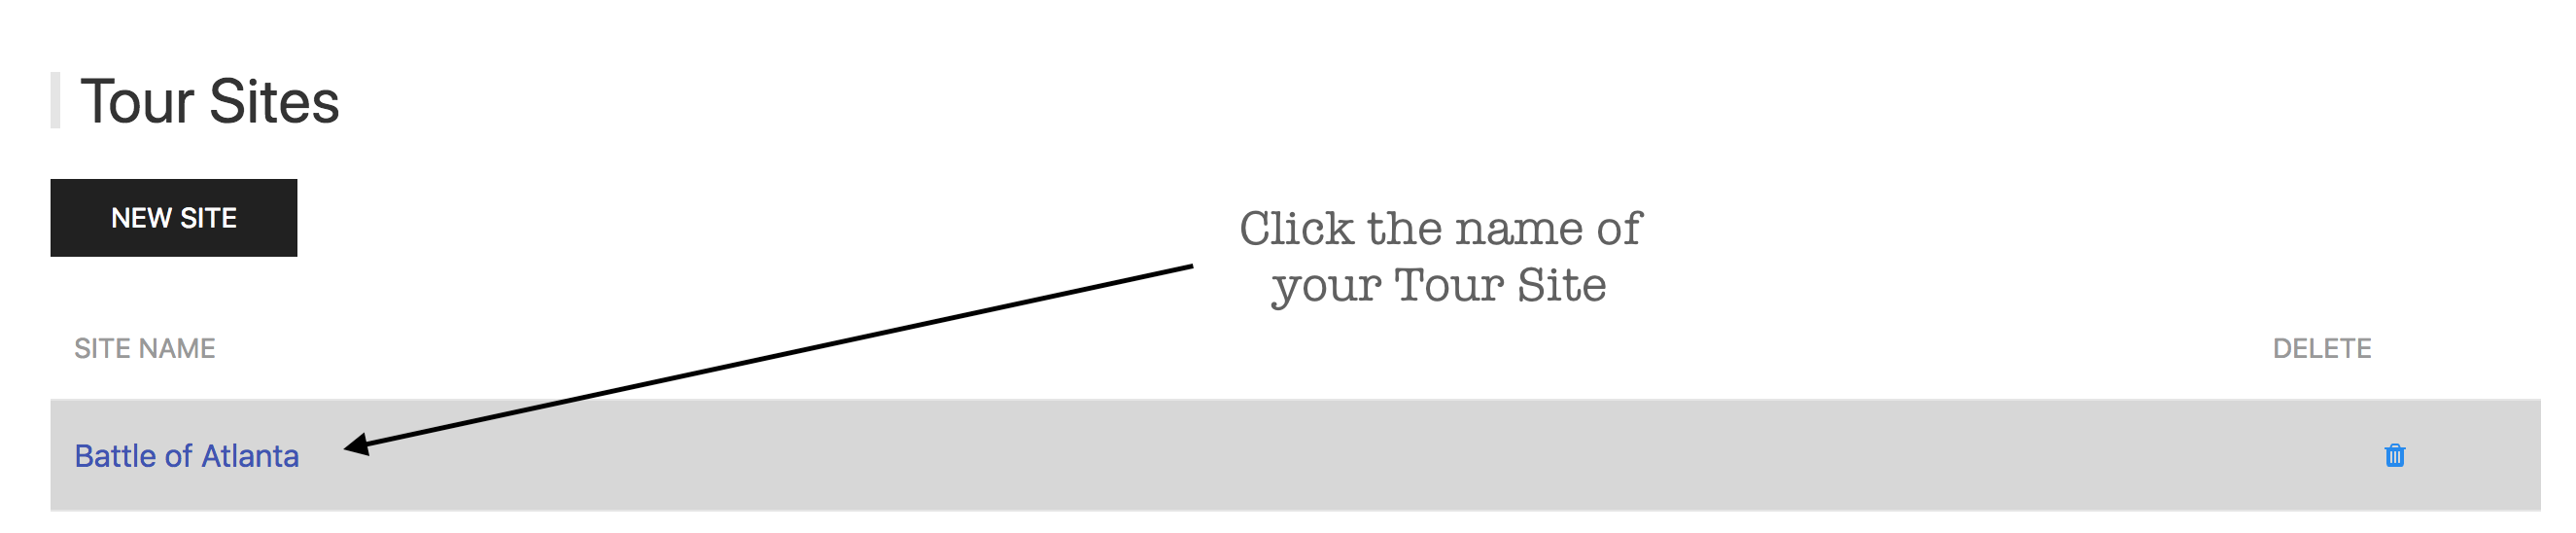 Tour Sites
NEW SITE
Click the name of
your Tour Site
SITE NAME
DELETE
Battle of Atlanta